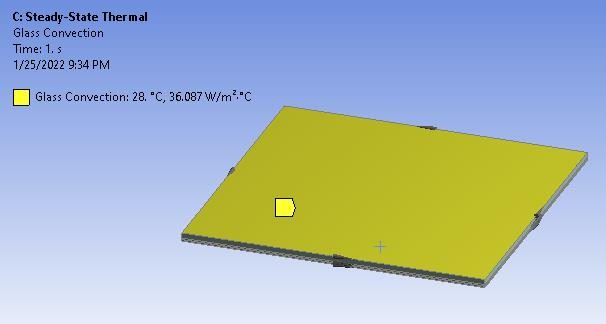 C: Steady-State Thermal
Glass Convection
Time: 1. s
1/25/2022 9:34 PM
Glass Convection: 28. °C, 36.087 W/m²·°C